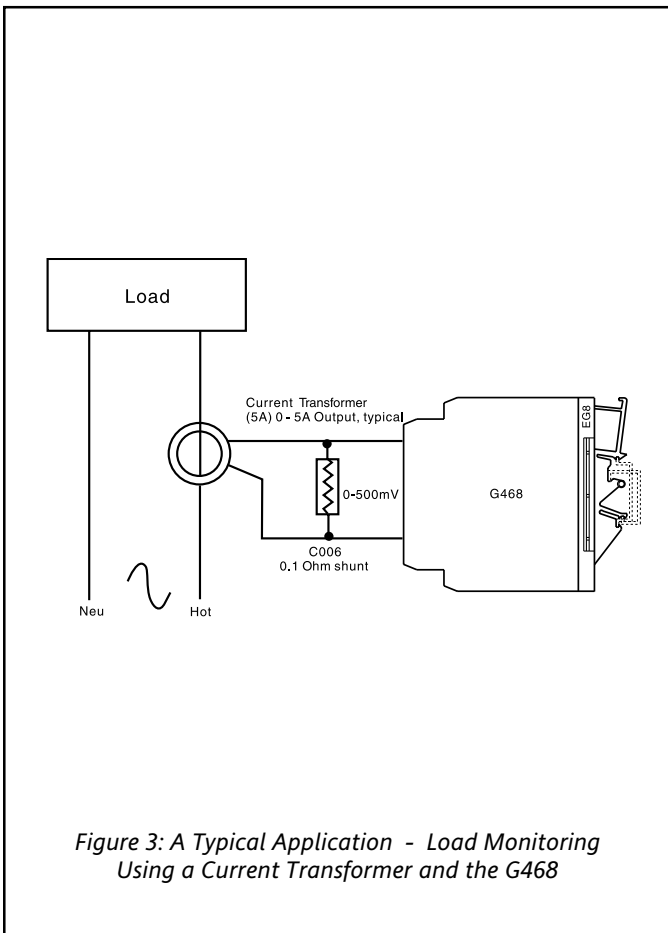 Load
Current Transformer
(5A) 0 - 5A Output, typical
EG8
0-500mV
G468
C006
0.1 Ohm shunt
Neu
Hot
Figure 3: A Typical Application - Load Monitoring
Using a Current Transformer and the G468